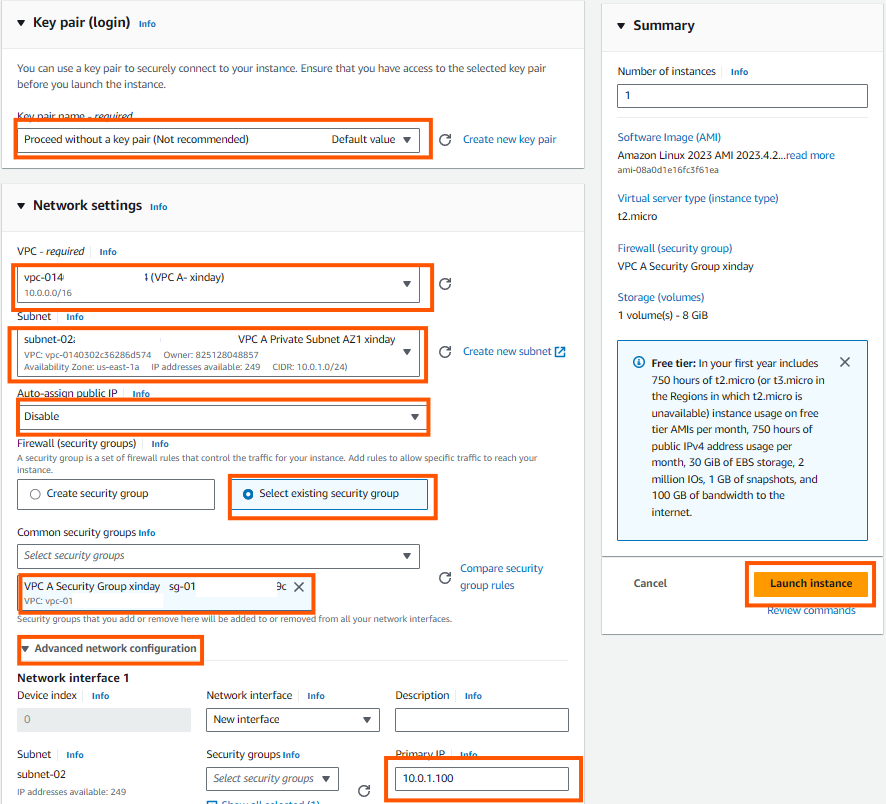 Key pair (login) Info
You can use a key pair to securely connect to your instance. Ensure that you have access to the selected key pair
before you launch the instance.
Key pair name - required
Proceed without a key pair (Not recommended) Default value
Create new key pair
Network settings Info
VPC - required Info
vpc-014 (VPC A- xinday)
10.0.0.0/16
Subnet Info
subnet-02 VPC A Private Subnet AZ1 xinday
VPC: vpc-0140302c36286d574 Owner: 825128048857
Availability Zone: us-east-1a IP addresses available: 249 CIDR: 10.0.1.0/24)
Create new subnet
Auto-assign public IP Info
Disable
Firewall (security groups) Info
A security group is a set of firewall rules that control the traffic for your instance. Add rules to allow specific traffic to reach your
instance.
Create security group
Select existing security group
Common security groups Info
Select security groups
VPC A Security Group xinday sg-01 9c
VPC: vpc-01
Compare security
group rules
Security groups that you add or remove here will be added to or removed from all your network interfaces.
Advanced network configuration
Network interface 1
Device index Info
0
Network interface Info
New interface
Description Info
Subnet Info
subnet-02
IP addresses available: 249
Security groups Info
Select security groups
Show all selected (1)
Primary IP Info
10.0.1.100
Summary
Number of instances Info
1
Software Image (AMI)
Amazon Linux 2023 AMI 2023.4.2...read more
ami-08a0d1e16fc3f61ea
Virtual server type (instance type)
t2.micro
Firewall (security group)
VPC A Security Group xinday
Storage (volumes)
1 volume(s) - 8 GiB
Free tier: In your first year includes
750 hours of t2.micro (or t3.micro in
the Regions in which t2.micro is
unavailable) instance usage on free
tier AMIs per month, 750 hours of
public IPv4 address usage per
month, 30 GiB of EBS storage, 2
million IOs, 1 GB of snapshots, and
100 GB of bandwidth to the
internet.
Cancel
Launch instance
Review commands